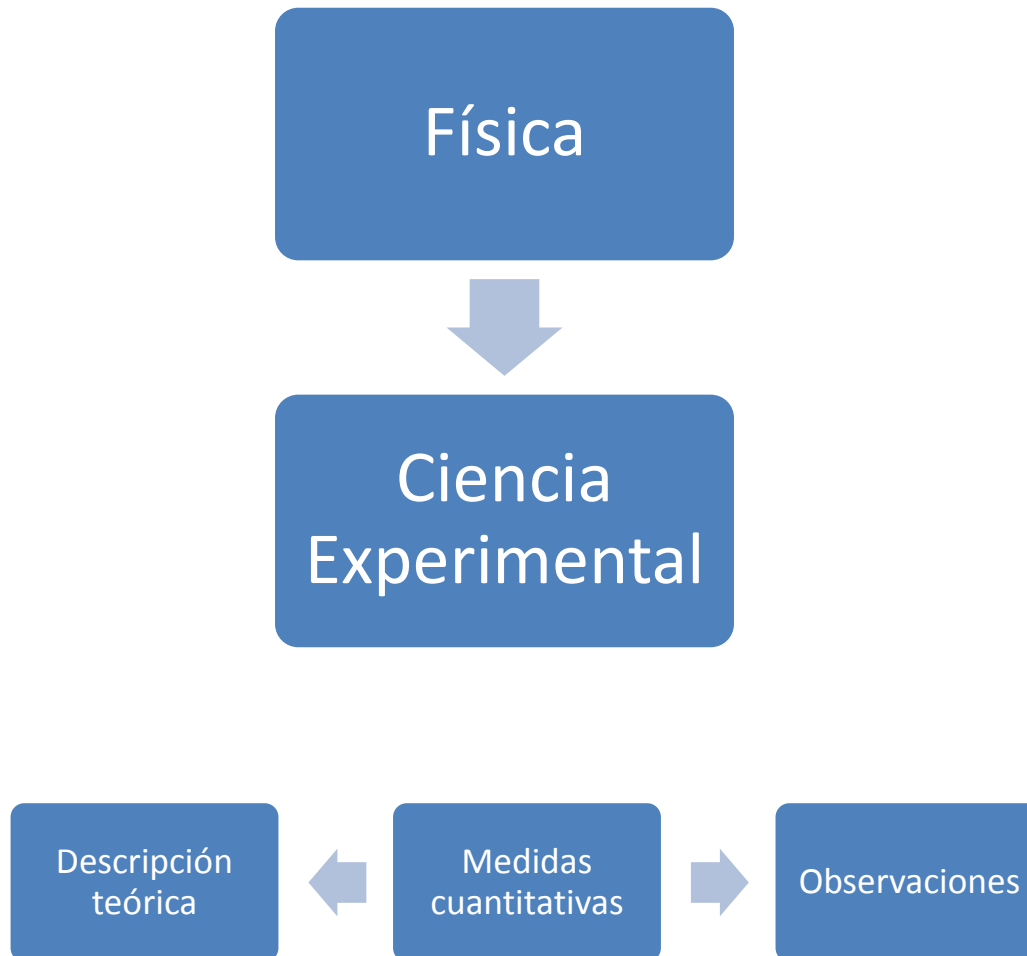 Física
Ciencia
Experimental
Descripción
teórica
Medidas
cuantitativas
Observaciones